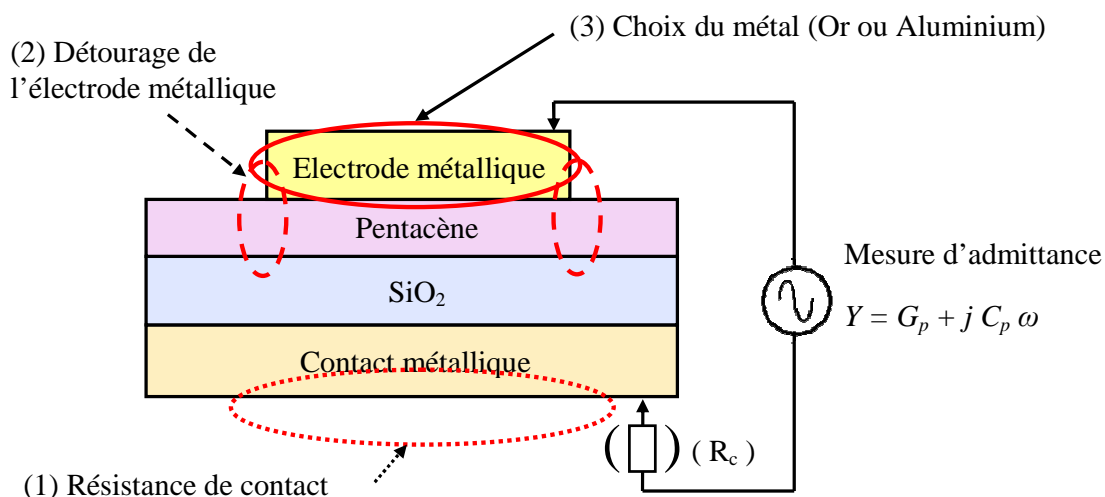 (3) Choix du métal (Or ou Aluminium)
(2) Détourage de
l'électrode métallique
Electrode métallique
Pentacène
SiO₂
Contact métallique
Mesure d'admittance
Y = Gₚ + j Cₚ ω
( ) ( R_c )
(1) Résistance de contact